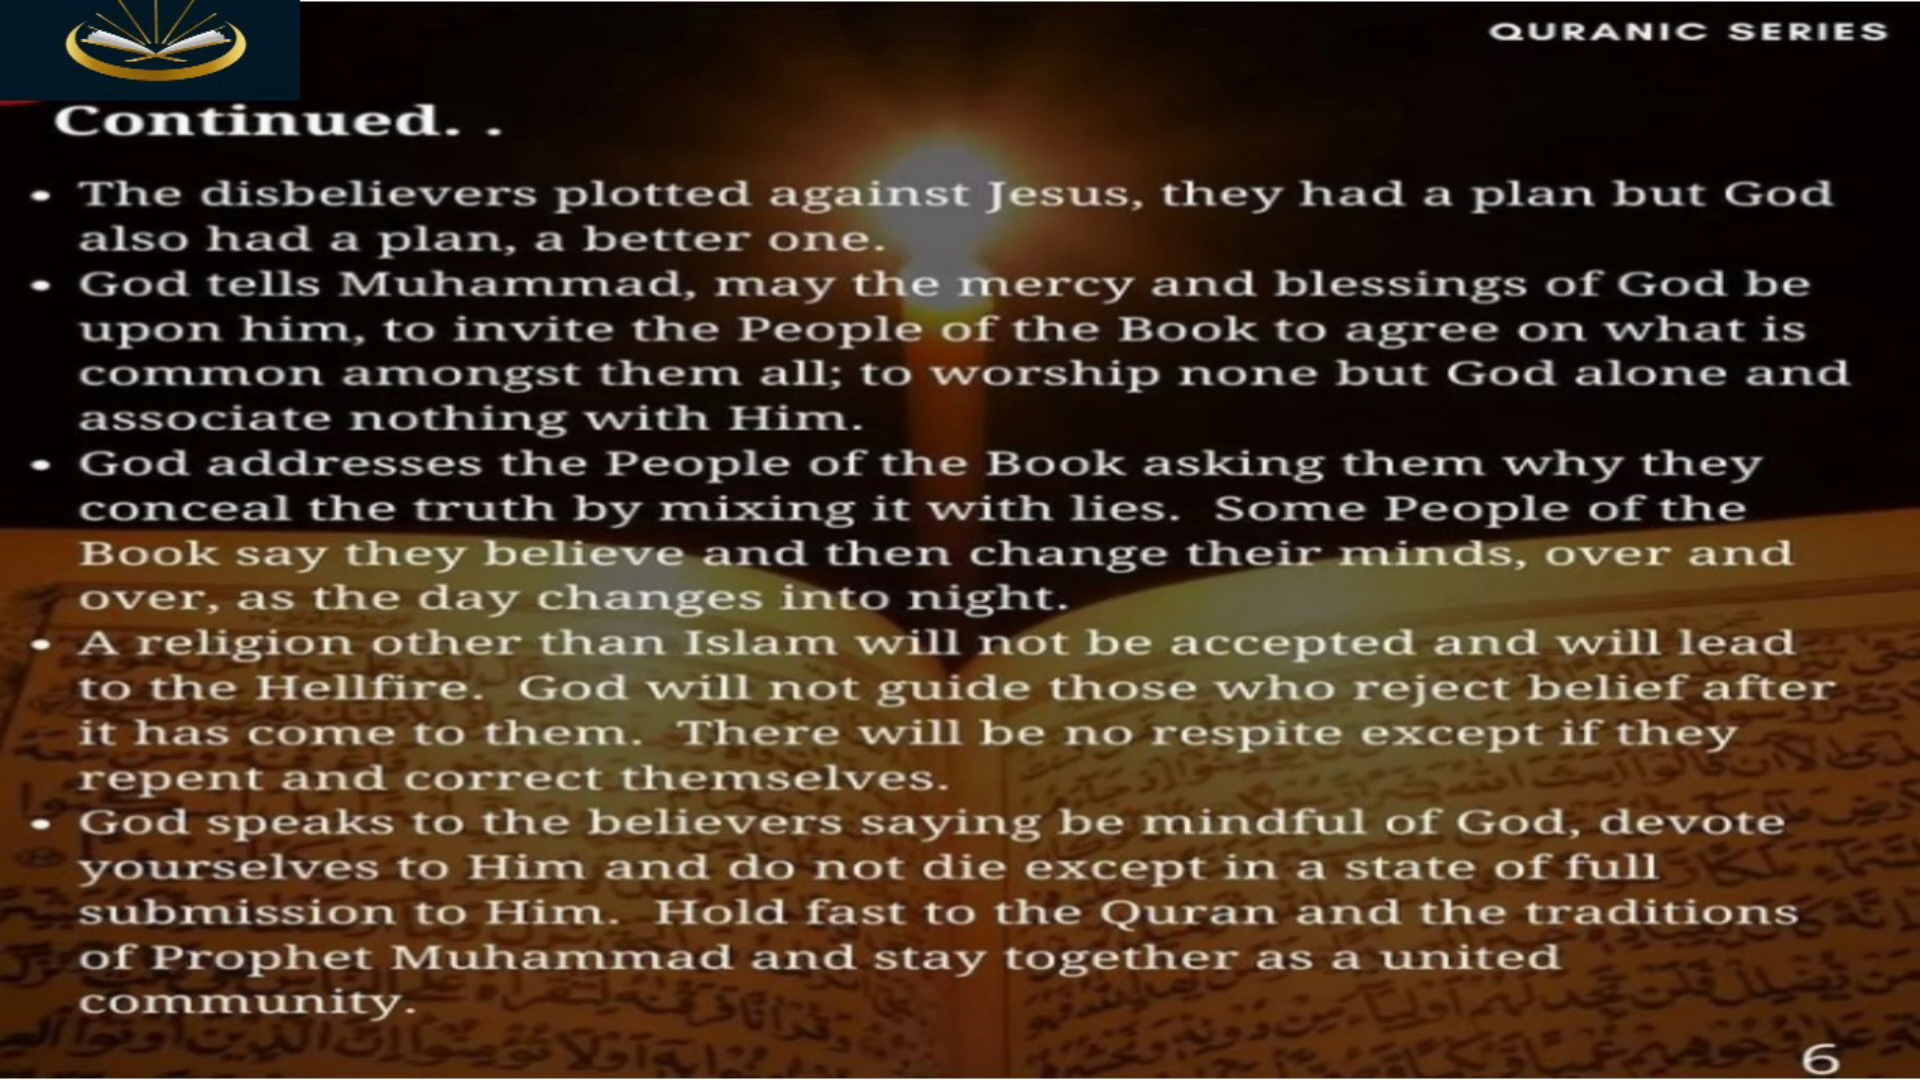 QURANIC SERIES
Continued. .
• The disbelievers plotted against Jesus, they had a plan but God
also had a plan, a better one.
• God tells Muhammad, may the mercy and blessings of God be
upon him, to invite the People of the Book to agree on what is
common amongst them all; to worship none but God alone and
associate nothing with Him.
• God addresses the People of the Book asking them why they
conceal the truth by mixing it with lies.  Some People of the
Book say they believe and then change their minds, over and
over, as the day changes into night.
• A religion other than Islam will not be accepted and will lead
to the Hellfire.  God will not guide those who reject belief after
it has come to them.  There will be no respite except if they
repent and correct themselves.
• God speaks to the believers saying be mindful of God, devote
yourselves to Him and do not die except in a state of full
submission to Him.  Hold fast to the Quran and the traditions
of Prophet Muhammad and stay together as a united
community.
6